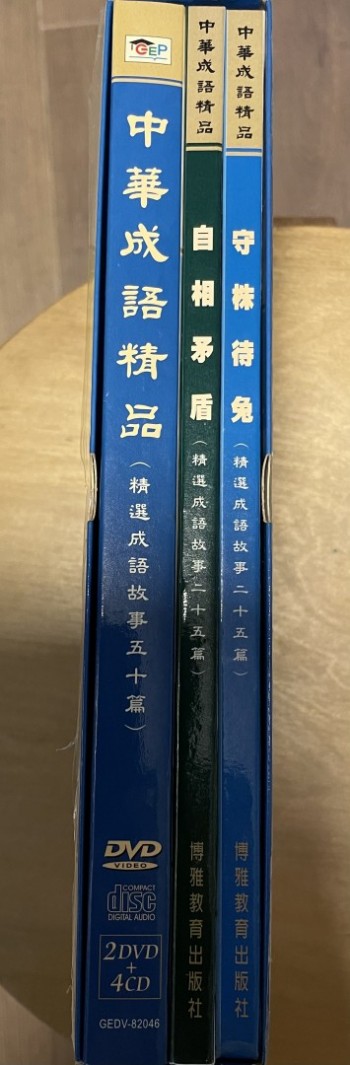 GEP
中華成語精品
（精選成語故事五十篇）
DVD
VIDEO
COMPACT
disc
DIGITAL AUDIO
2DVD
+
4CD
GEDV-82046
中華成語精品
自相矛盾
（精選成語故事二十五篇）
博雅教育出版社
中華成語精品
守株待兔
（精選成語故事二十五篇）
博雅教育出版社